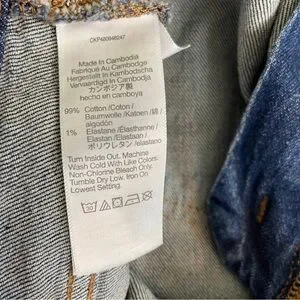 Made In Cambodia
Fabriqué Au Cambodge
Hergestellt In Kambodscha
Vervaardigd In Cambodja
カンボジア製
hecho en camboya
99% Cotton /Coton /
Baumwolle /Katoen /綿 /
algodón
1% Elastane /Élasthanne /
Elastan /Elastaan /
ポリウレタン /elastano
Turn Inside Out. Machine
Wash Cold With Like Colors.
Non-Chlorine Bleach Only.
Tumble Dry Low. Iron On
Lowest Setting.